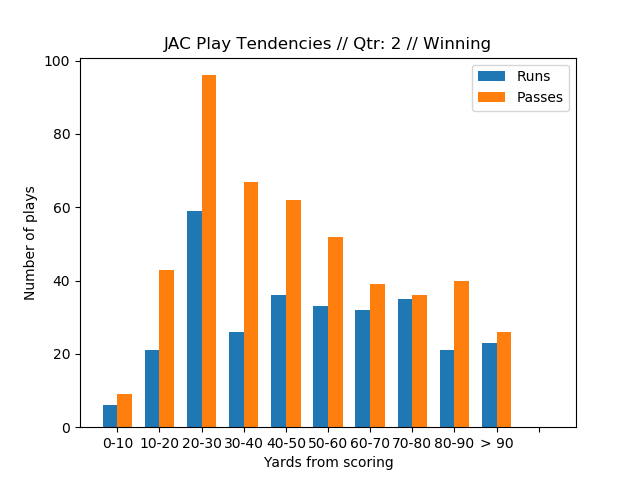 JAC Play Tendencies // Qtr: 2 // Winning
Runs
Passes
Number of plays
100
80
60
40
20
0
0-10 10-20 20-30 30-40 40-50 50-60 60-70 70-80 80-90 > 90
Yards from scoring